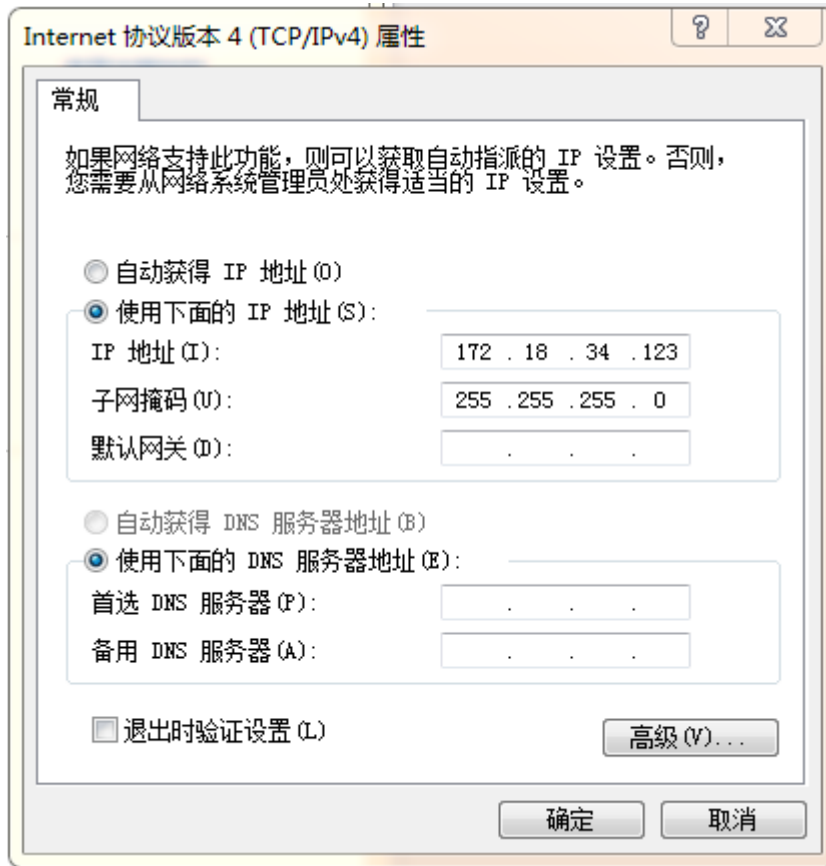 Internet 协议版本 4 (TCP/IPv4) 属性
常规
如果网络支持此功能，则可以获取自动指派的 IP 设置。否则，
您需要从网络系统管理员处获得适当的 IP 设置。
自动获得 IP 地址(O)
使用下面的 IP 地址(S):
IP 地址(I): 172 . 18 . 34 .123
子网掩码(U): 255 .255 .255 . 0
默认网关(D): . . .
自动获得 DNS 服务器地址(B)
使用下面的 DNS 服务器地址(E):
首选 DNS 服务器(P): . . .
备用 DNS 服务器(A): . . .
退出时验证设置(L)
高级(V)...
确定 取消